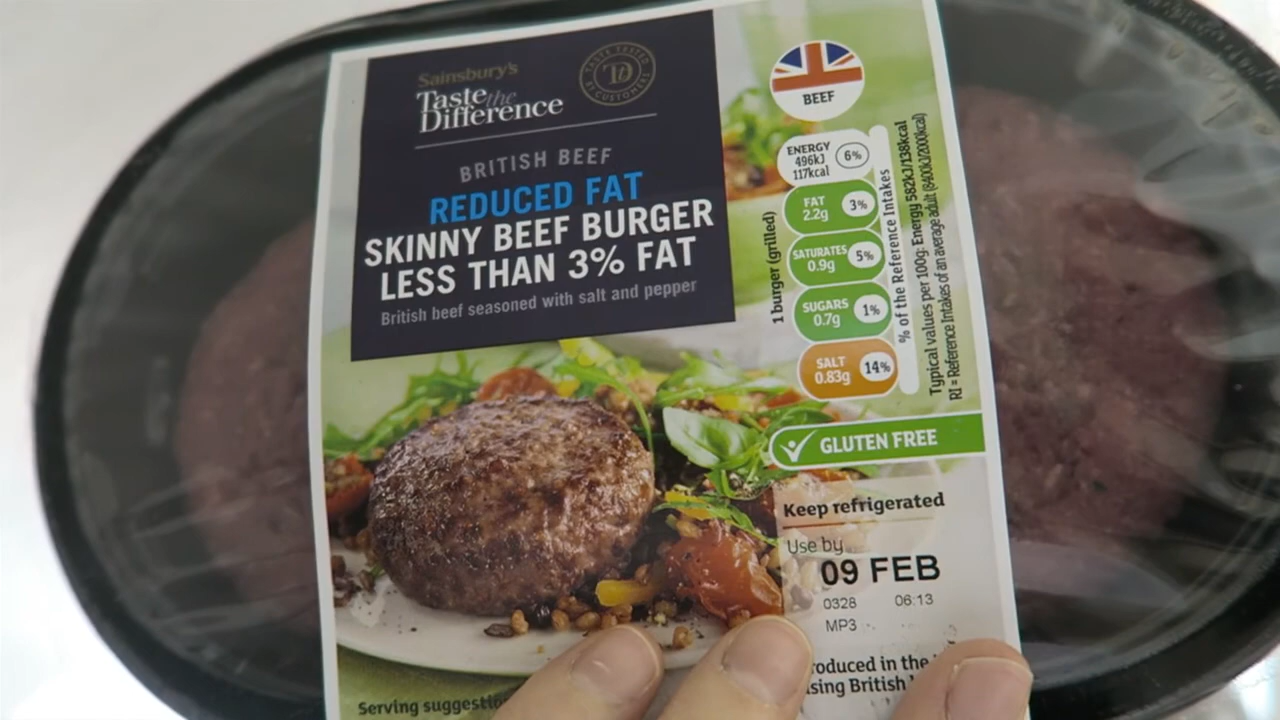 Sainsbury's
Taste the
Difference
TASTE TESTED
BY CUSTOMERS
TD
BRITISH BEEF
REDUCED FAT
SKINNY BEEF BURGER
LESS THAN 3% FAT
British beef seasoned with salt and pepper
BEEF
1 burger (grilled)
ENERGY
496kJ
117kcal
6%
FAT
2.2g
3%
SATURATES
0.9g
5%
SUGARS
0.7g
1%
SALT
0.83g
14%
% of the Reference Intakes
Typical values per 100g: Energy 582kJ/138kcal
RI = Reference Intakes of an average adult (8400kJ/2000kcal)
GLUTEN FREE
Keep refrigerated
Use by
09 FEB
0328 06:13
MP3
roduced in the
sing British
Serving suggestio